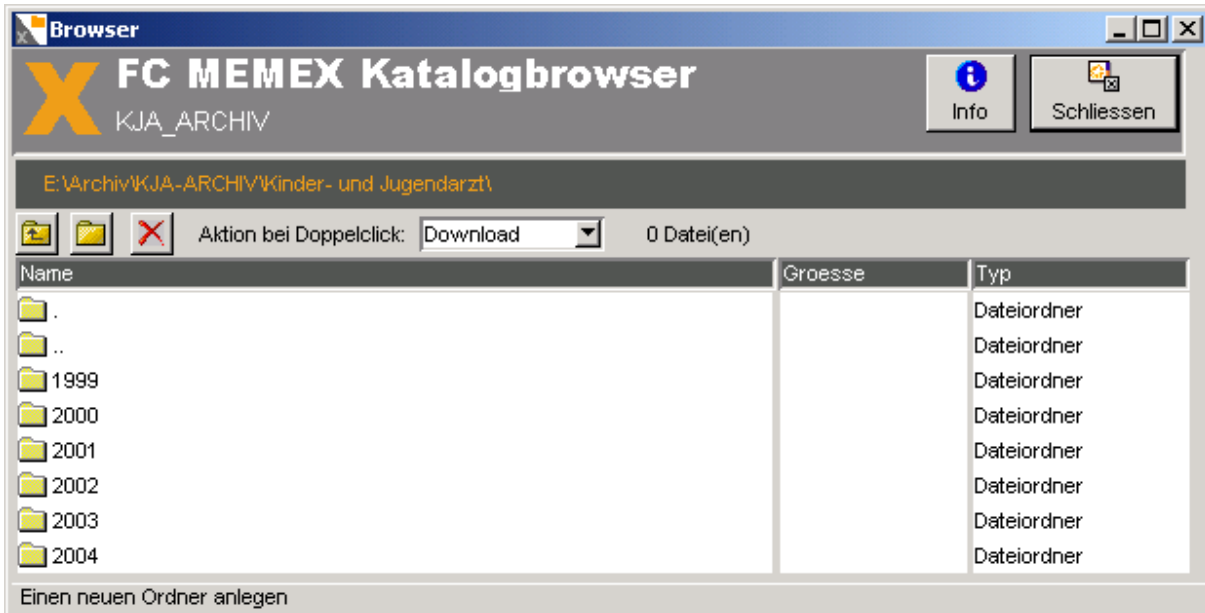 Browser
FC MEMEX Katalogbrowser
KJA_ARCHIV
Info
Schliessen
E:\Archiv\KJA-ARCHIV\Kinder- und Jugendarzt\
Aktion bei Doppelclick: Download 0 Datei(en)
Name Groesse Typ
. Dateiordner
.. Dateiordner
1999 Dateiordner
2000 Dateiordner
2001 Dateiordner
2002 Dateiordner
2003 Dateiordner
2004 Dateiordner
Einen neuen Ordner anlegen